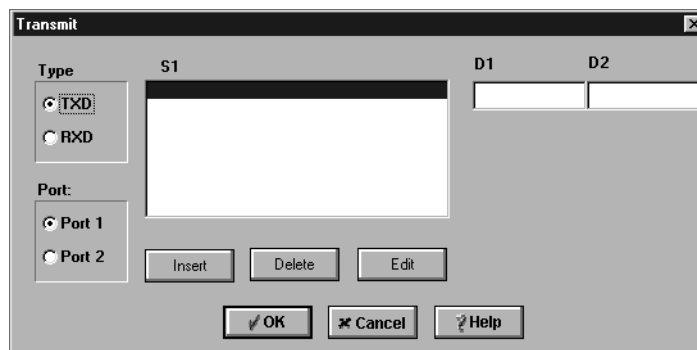 Transmit
Type
TXD
RXD
Port:
Port 1
Port 2
S1
D1
D2
Insert
Delete
Edit
OK
Cancel
Help